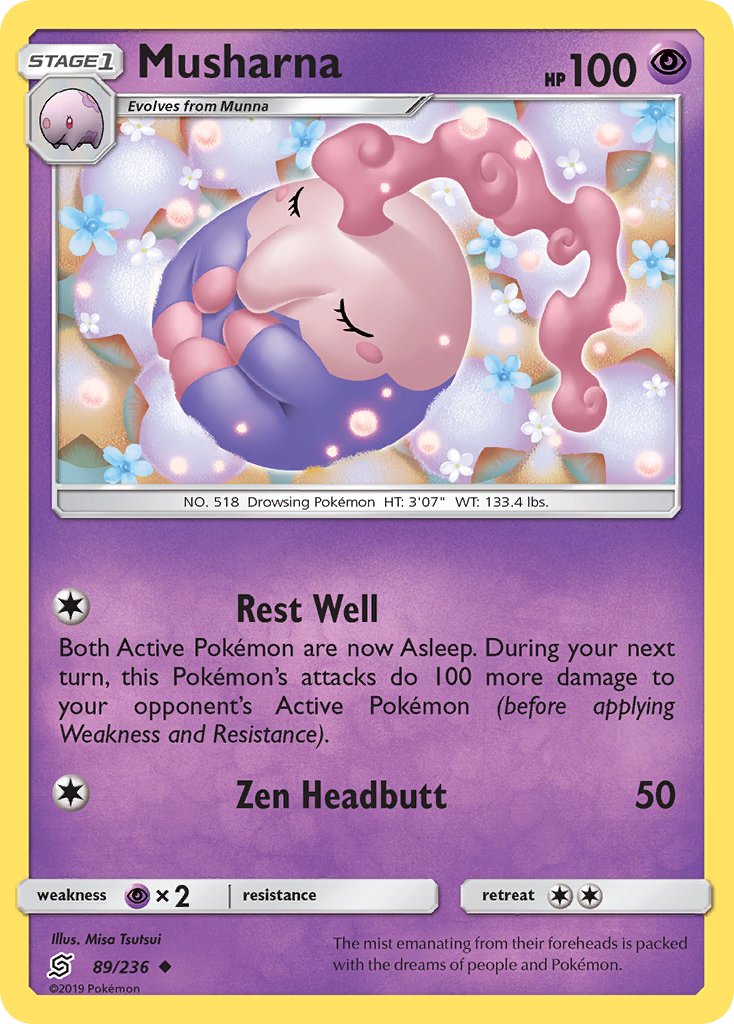 STAGE1
Musharna
HP 100
Evolves from Munna
NO. 518 Drowsing Pokémon HT: 3'07" WT: 133.4 lbs.
Rest Well
Both Active Pokémon are now Asleep. During your next
turn, this Pokémon's attacks do 100 more damage to
your opponent's Active Pokémon (before applying
Weakness and Resistance).
Zen Headbutt 50
weakness × 2 resistance retreat
Illus. Misa Tsutsui
89/236
©2019 Pokémon
The mist emanating from their foreheads is packed
with the dreams of people and Pokémon.